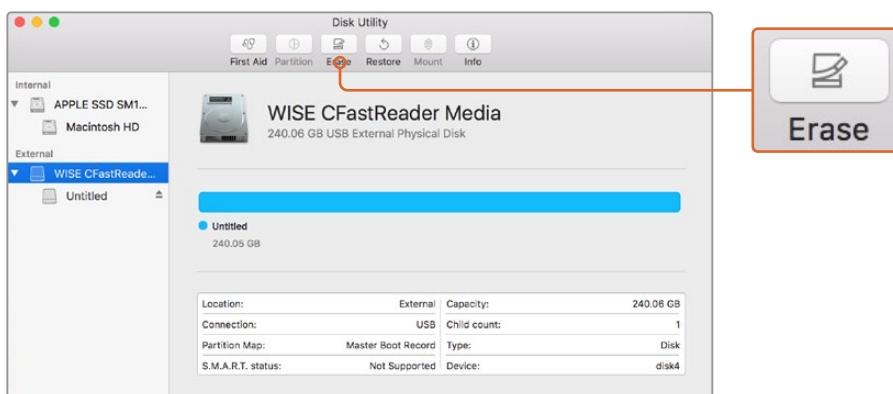 Disk Utility
First Aid Partition Erase Restore Mount Info
Erase
Internal
APPLE SSD SM1...
Macintosh HD
External
WISE CFastReade...
Untitled
WISE CFastReader Media
240.06 GB USB External Physical Disk
Untitled
240.05 GB
Location: External Capacity: 240.06 GB
Connection: USB Child count: 1
Partition Map: Master Boot Record Type: Disk
S.M.A.R.T. status: Not Supported Device: disk4